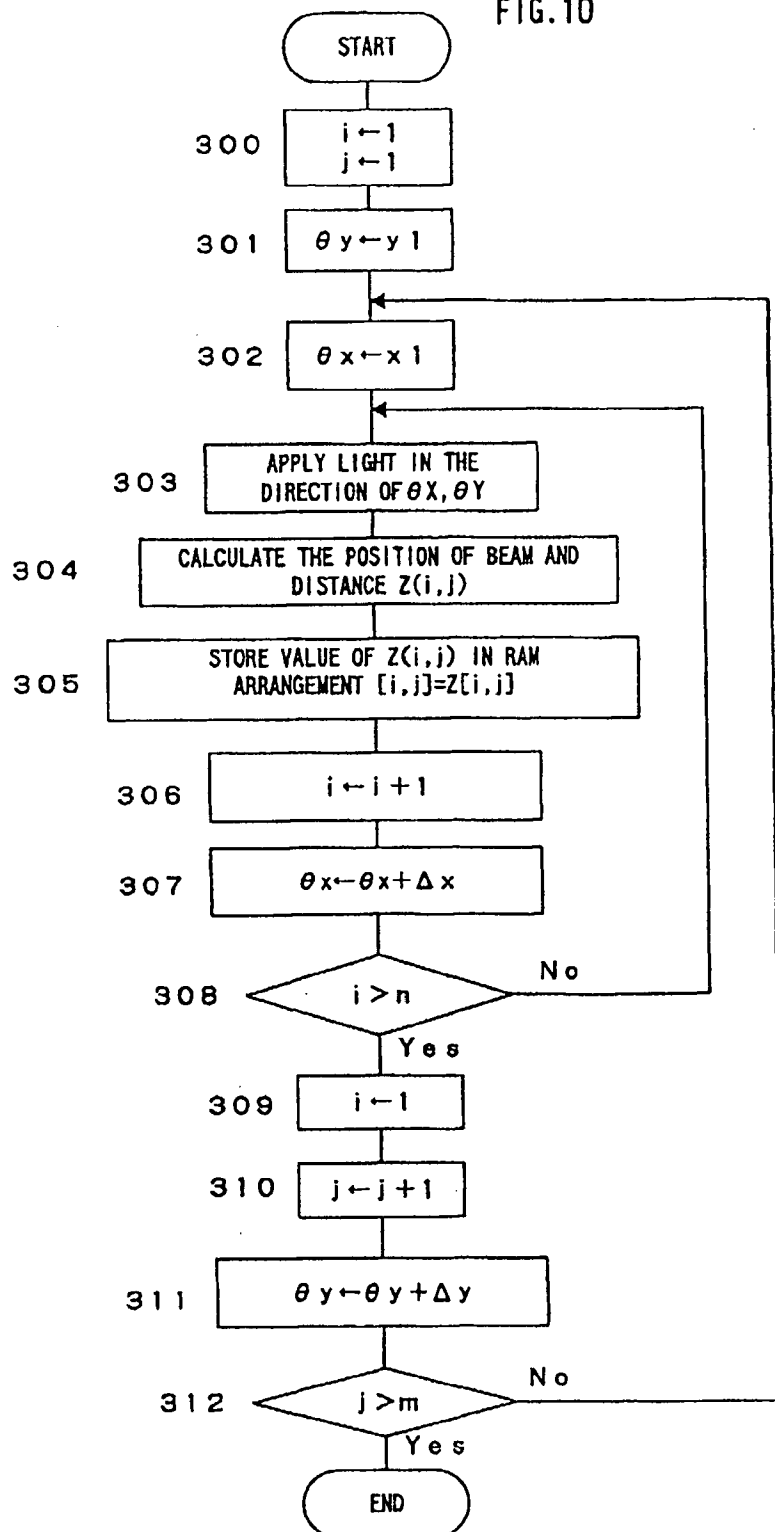 FIG.10
START
300
i←1
j←1
301
θy←y1
302
θx←x1
303
APPLY LIGHT IN THE
DIRECTION OF θX, θY
304
CALCULATE THE POSITION OF BEAM AND
DISTANCE Z(i,j)
305
STORE VALUE OF Z(i,j) IN RAM
ARRANGEMENT [i,j]=Z[i,j]
306
i←i+1
307
θx←θx+Δx
308
i>n
No
Yes
309
i←1
310
j←j+1
311
θy←θy+Δy
312
j>m
No
Yes
END